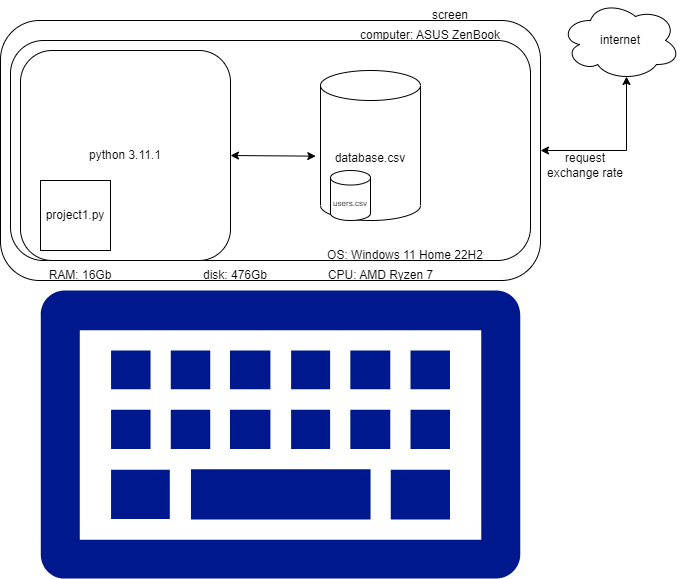 screen
computer: ASUS ZenBook
internet
python 3.11.1
database.csv
request
exchange rate
users.csv
project1.py
OS: Windows 11 Home 22H2
RAM: 16Gb
disk: 476Gb
CPU: AMD Ryzen 7